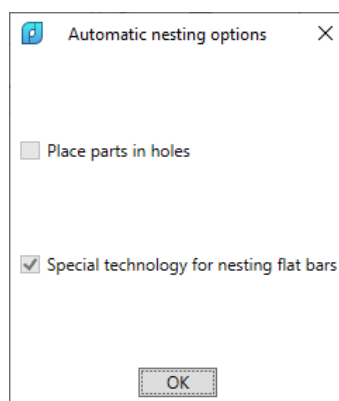 Automatic nesting options
Place parts in holes
Special technology for nesting flat bars
OK